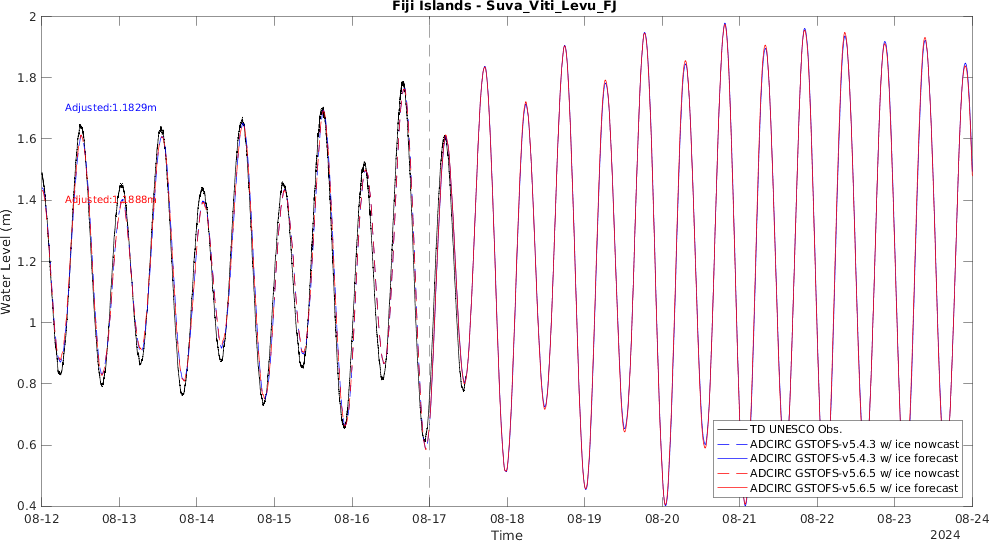 Fiji Islands - Suva_Viti_Levu_FJ
2
1.8
1.6
1.4
1.2
1
0.8
0.6
0.4
Water Level (m)
Adjusted:1.1829m
Adjusted:1.1888m
TD UNESCO Obs.
ADCIRC GSTOFS-v5.4.3 w/ ice nowcast
ADCIRC GSTOFS-v5.4.3 w/ ice forecast
ADCIRC GSTOFS-v5.6.5 w/ ice nowcast
ADCIRC GSTOFS-v5.6.5 w/ ice forecast
08-12 08-13 08-14 08-15 08-16 08-17 08-18 08-19 08-20 08-21 08-22 08-23 08-24
Time
2024